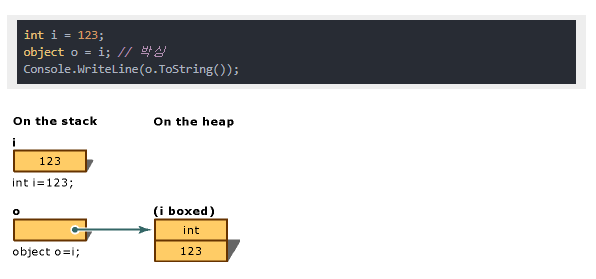 int i = 123;
object o = i; // 박싱
Console.WriteLine(o.ToString());
On the stack
On the heap
i
123
int i=123;
o
(i boxed)
int
object o=i;
123